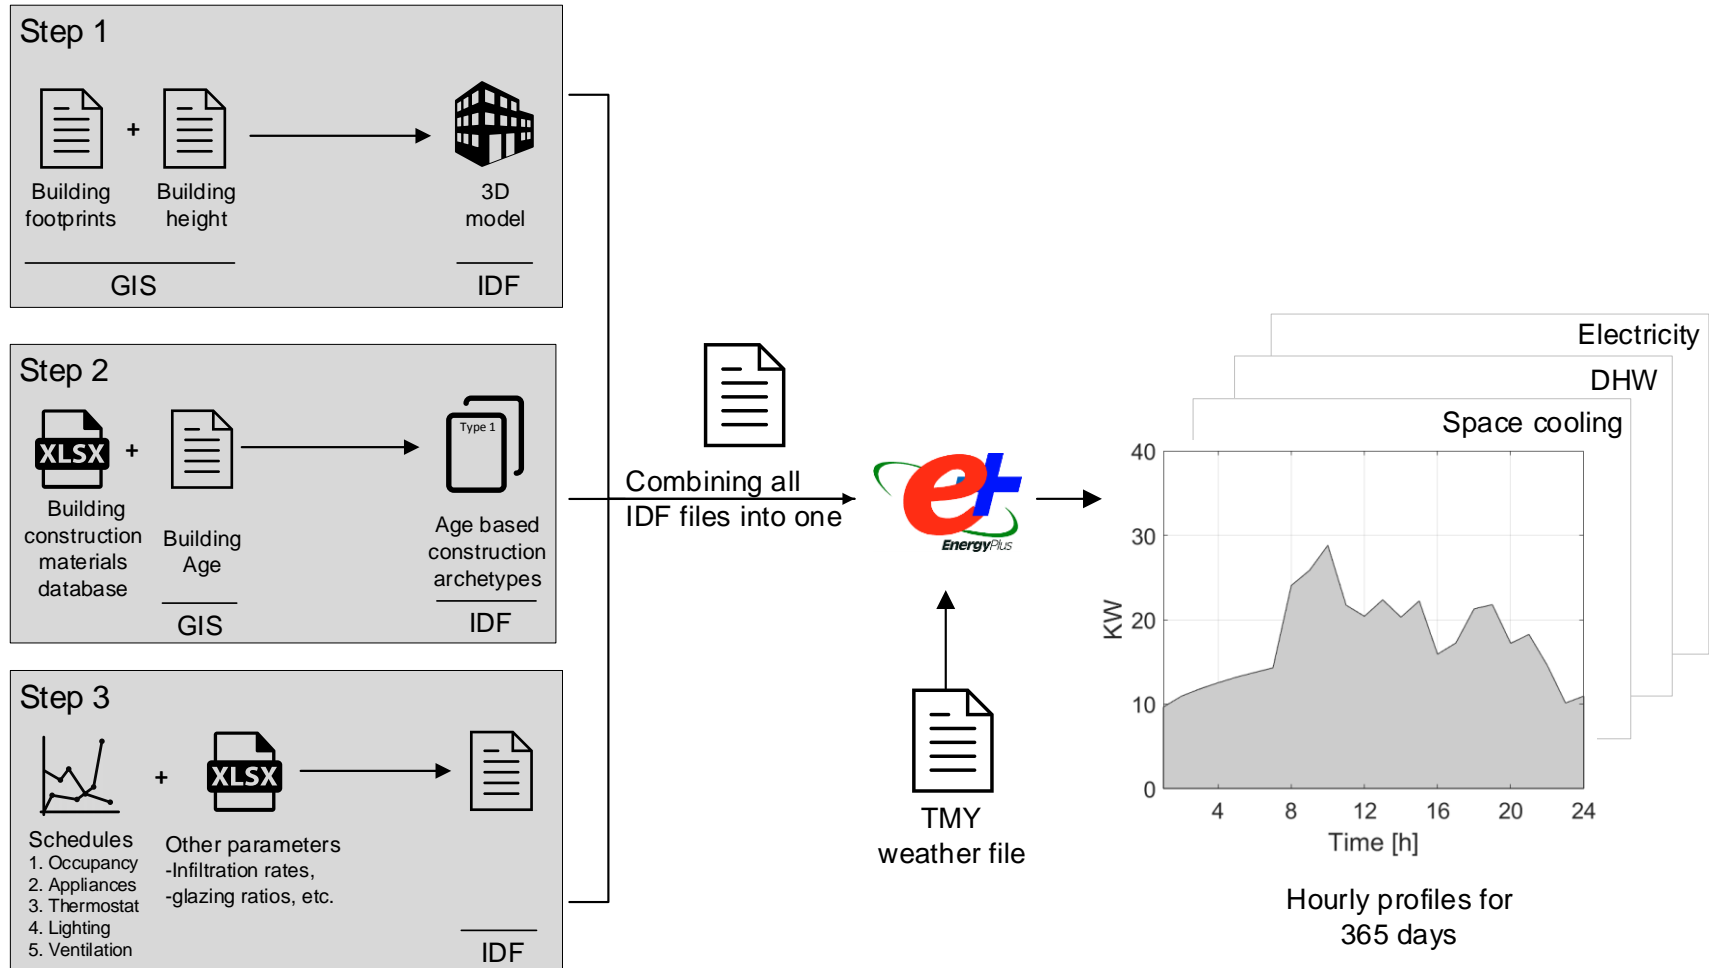 Step 1
+
Building
footprints
Building
height
3D
model
GIS
IDF
Step 2
XLSX
+
Type 1
Building
construction
materials
database
Building
Age
Age based
construction
archetypes
GIS
IDF
Step 3
+
XLSX
Schedules
1. Occupancy
2. Appliances
3. Thermostat
4. Lighting
5. Ventilation
Other parameters
-Infiltration rates,
-glazing ratios, etc.
IDF
Combining all
IDF files into one
e+
EnergyPlus
TMY
weather file
Electricity
DHW
Space cooling
40
30
20
10
0
KW
4
8
12
16
20
24
Time [h]
Hourly profiles for
365 days